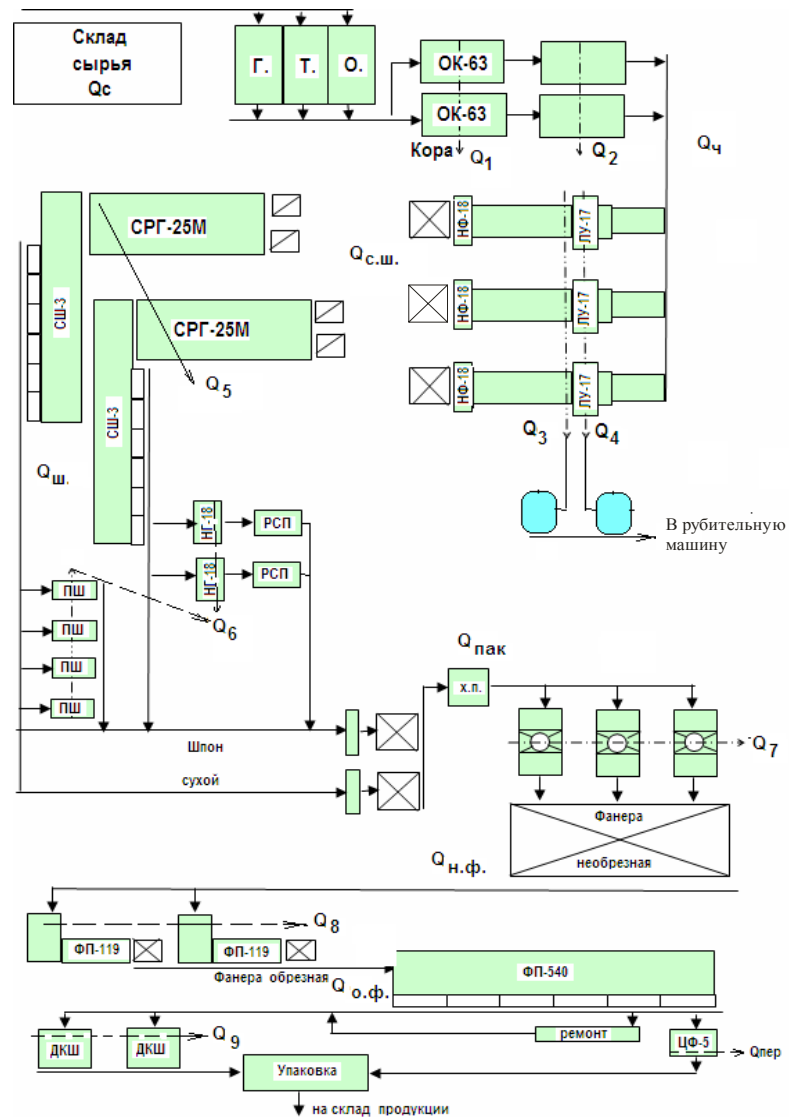 Склад
сырья
Qс
Г. Т. О.
ОК-63
ОК-63
Кора Q1
Q2
Qч
СРГ-25М
СШ-3
СРГ-25М
СШ-3
Qс.ш.
НФ-18 ЛУ-17
НФ-18 ЛУ-17
НФ-18 ЛУ-17
Q5
Q3 Q4
Qш.
В рубительную
машину
НГ-18 РСП
НГ-18 РСП
ПШ
ПШ
ПШ
ПШ
Q6
Qпак
х.п.
Q7
Шпон
сухой
Фанера
необрезная
Qн.ф.
Q8
ФП-119
ФП-119
Фанера обрезная
Qо.ф.
ФП-540
ДКШ
ДКШ
Q9
ремонт
ЦФ-5
Qпер
Упаковка
на склад продукции